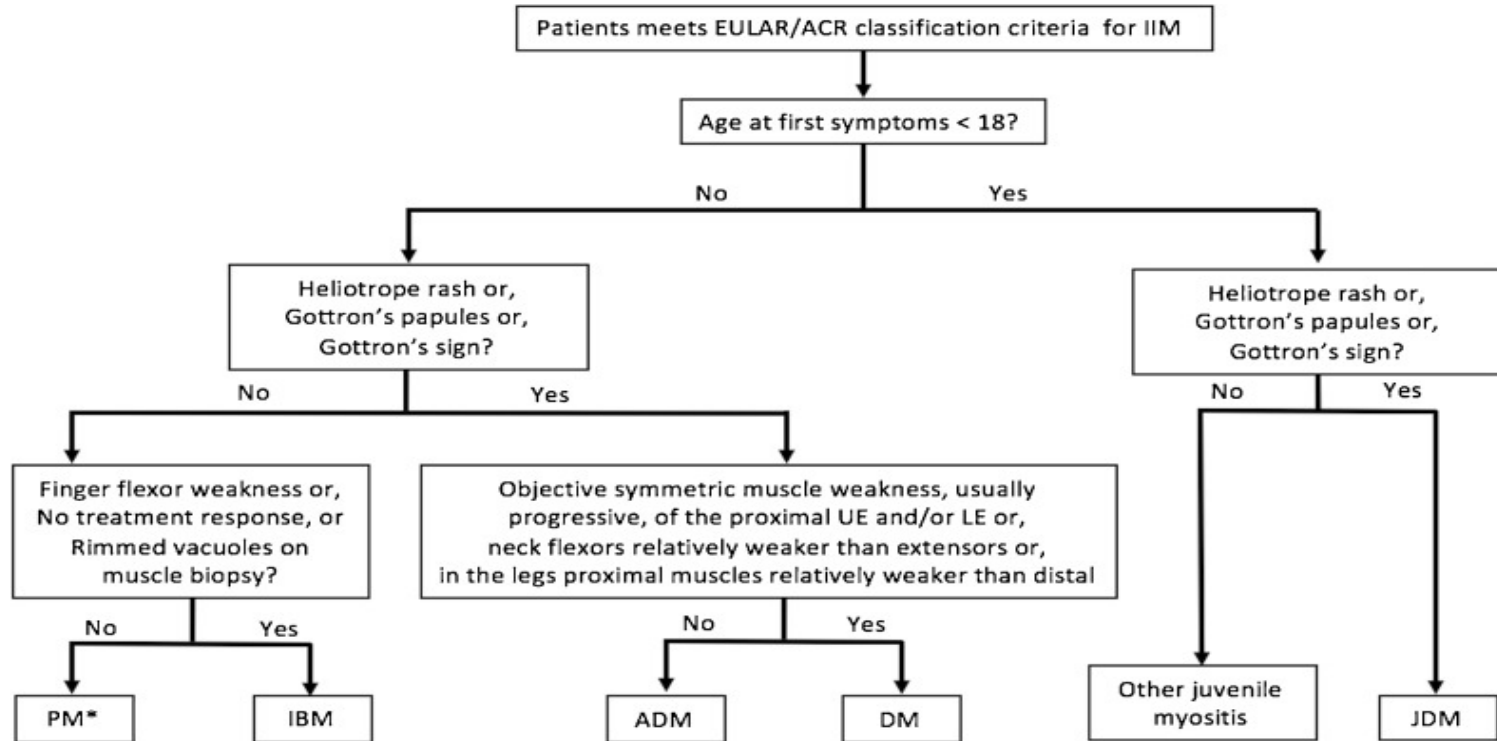 Patients meets EULAR/ACR classification criteria for IIM
Age at first symptoms < 18?
No
Yes
Heliotrope rash or,
Gottron's papules or,
Gottron's sign?
Heliotrope rash or,
Gottron's papules or,
Gottron's sign?
No
Yes
No
Yes
Finger flexor weakness or,
No treatment response, or
Rimmed vacuoles on
muscle biopsy?
Objective symmetric muscle weakness, usually
progressive, of the proximal UE and/or LE or,
neck flexors relatively weaker than extensors or,
in the legs proximal muscles relatively weaker than distal
No
Yes
No
Yes
PM*
IBM
ADM
DM
Other juvenile
myositis
JDM